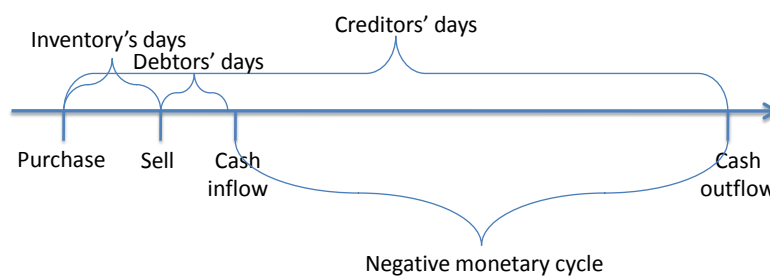 Creditors’ days
Inventory’s days
Debtors’ days
Purchase
Sell
Cash
inflow
Cash
outflow
Negative monetary cycle